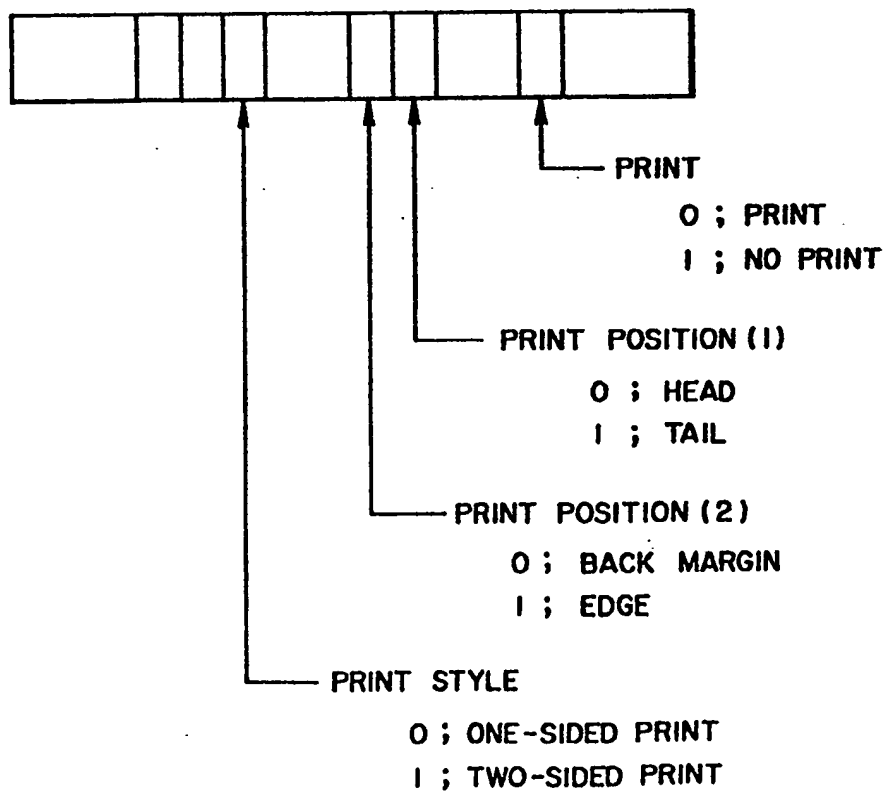 PRINT
0 ; PRINT
1 ; NO PRINT
PRINT POSITION (1)
0 ; HEAD
1 ; TAIL
PRINT POSITION (2)
0 ; BACK MARGIN
1 ; EDGE
PRINT STYLE
0 ; ONE-SIDED PRINT
1 ; TWO-SIDED PRINT